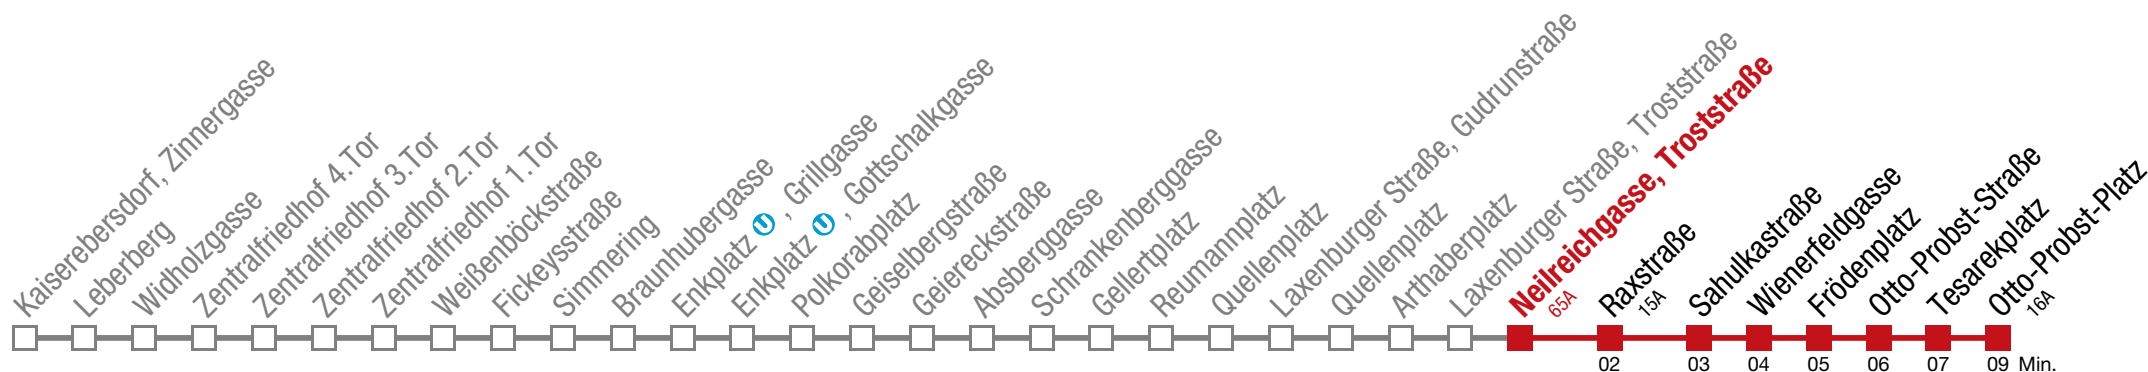 Kaiserebersdorf, Zinnergasse
Leberberg
Widholzgasse
Zentralfriedhof 4.Tor
Zentralfriedhof 3.Tor
Zentralfriedhof 2.Tor
Zentralfriedhof 1.Tor
Weißenböckstraße
Fickeysstraße
Simmering
Braunhubergasse
Enkplatz U, Grillgasse
Enkplatz U, Gottschalkgasse
Polkorabplatz
Geiselbergstraße
Geiereckstraße
Absberggasse
Schrankenberggasse
Gellertplatz
Reumannplatz
Quellenplatz
Laxenburger Straße, Gudrunstraße
Quellenplatz
Arthaberplatz
Laxenburger Straße, Troststraße
Neilreichgasse, Troststraße
65A
Raxstraße
15A
Sahulkastraße
Wienerfeldgasse
Frödenplatz
Otto-Probst-Straße
Tesarekplatz
Otto-Probst-Platz
16A
02 03 04 05 06 07 09 Min.